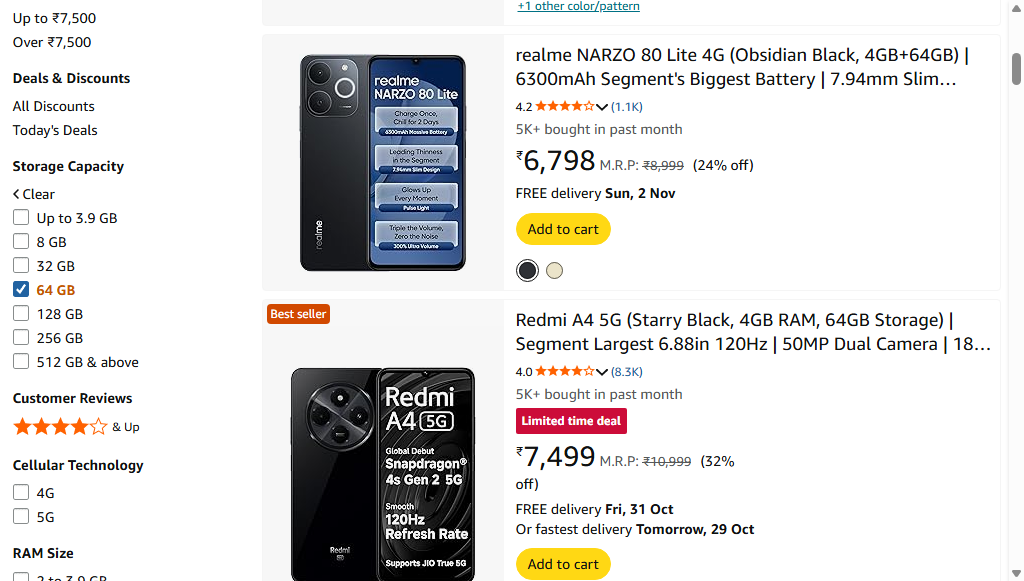 Up to ₹7,500
Over ₹7,500
Deals & Discounts
All Discounts
Today's Deals
Storage Capacity
Clear
Up to 3.9 GB
8 GB
32 GB
64 GB
128 GB
256 GB
512 GB & above
Customer Reviews
& Up
Cellular Technology
4G
5G
RAM Size
2 to 3.9 GB
+1 other color/pattern
realme
NARZO 80 Lite
Charge Once,
Chill for 2 Days
6300mAh Massive Battery
Leading Thinness
in the Segment
7.94mm Slim Design
Glows Up
Every Moment
Pulse Light
Triple the Volume,
Zero the Noise
300% Ultra Volume
realme
realme NARZO 80 Lite 4G (Obsidian Black, 4GB+64GB) |
6300mAh Segment's Biggest Battery | 7.94mm Slim…
4.2 (1.1K)
5K+ bought in past month
₹6,798 M.R.P: ₹8,999 (24% off)
FREE delivery Sun, 2 Nov
Add to cart
Best seller
Redmi
A4 5G
Global Debut
Snapdragon®
4s Gen 2 5G
Smooth
120Hz
Refresh Rate
Supports JIO True 5G
Redmi
5G
Redmi A4 5G (Starry Black, 4GB RAM, 64GB Storage) |
Segment Largest 6.88in 120Hz | 50MP Dual Camera | 18…
4.0 (8.3K)
5K+ bought in past month
Limited time deal
₹7,499 M.R.P: ₹10,999 (32%
off)
FREE delivery Fri, 31 Oct
Or fastest delivery Tomorrow, 29 Oct
Add to cart